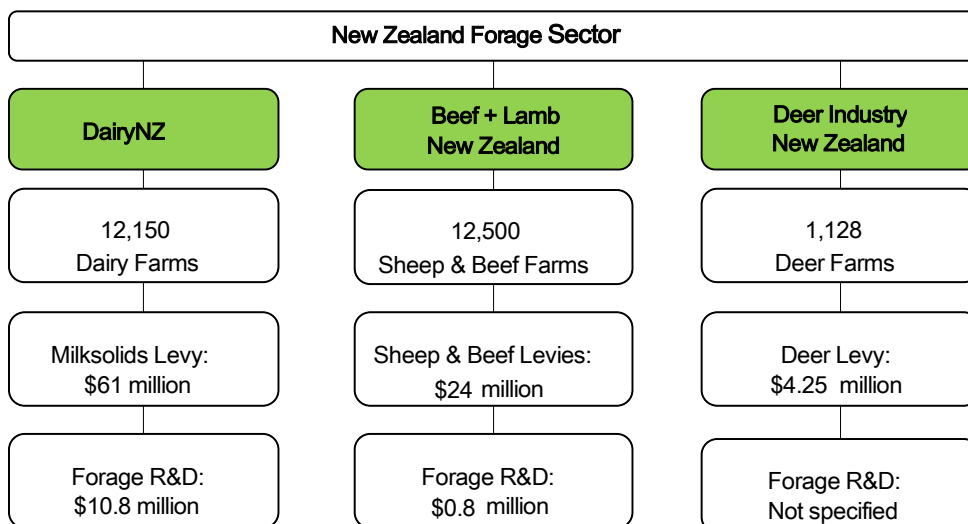 New Zealand Forage Sector
DairyNZ
Beef + Lamb
New Zealand
Deer Industry
New Zealand
12,150
Dairy Farms
12,500
Sheep & Beef Farms
1,128
Deer Farms
Milksolids Levy:
$61 million
Sheep & Beef Levies:
$24 million
Deer Levy:
$4.25 million
Forage R&D:
$10.8 million
Forage R&D:
$0.8 million
Forage R&D:
Not specified